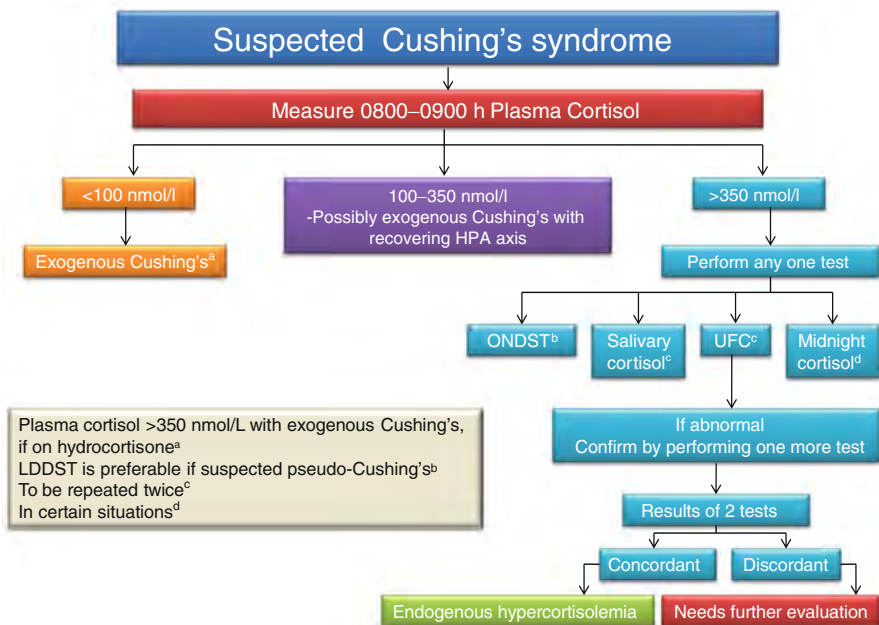 Suspected Cushing's syndrome
Measure 0800–0900 h Plasma Cortisol
<100 nmol/l
100–350 nmol/l
-Possibly exogenous Cushing's with
recovering HPA axis
>350 nmol/l
Exogenous Cushing'sᵃ
Perform any one test
ONDSTᵇ
Salivary
cortisolᶜ
UFCᶜ
Midnight
cortisolᵈ
If abnormal
Confirm by performing one more test
Results of 2 tests
Concordant
Discordant
Endogenous hypercortisolemia
Needs further evaluation
Plasma cortisol >350 nmol/L with exogenous Cushing's,
if on hydrocortisoneᵃ
LDDST is preferable if suspected pseudo-Cushing'sᵇ
To be repeated twiceᶜ
In certain situationsᵈ